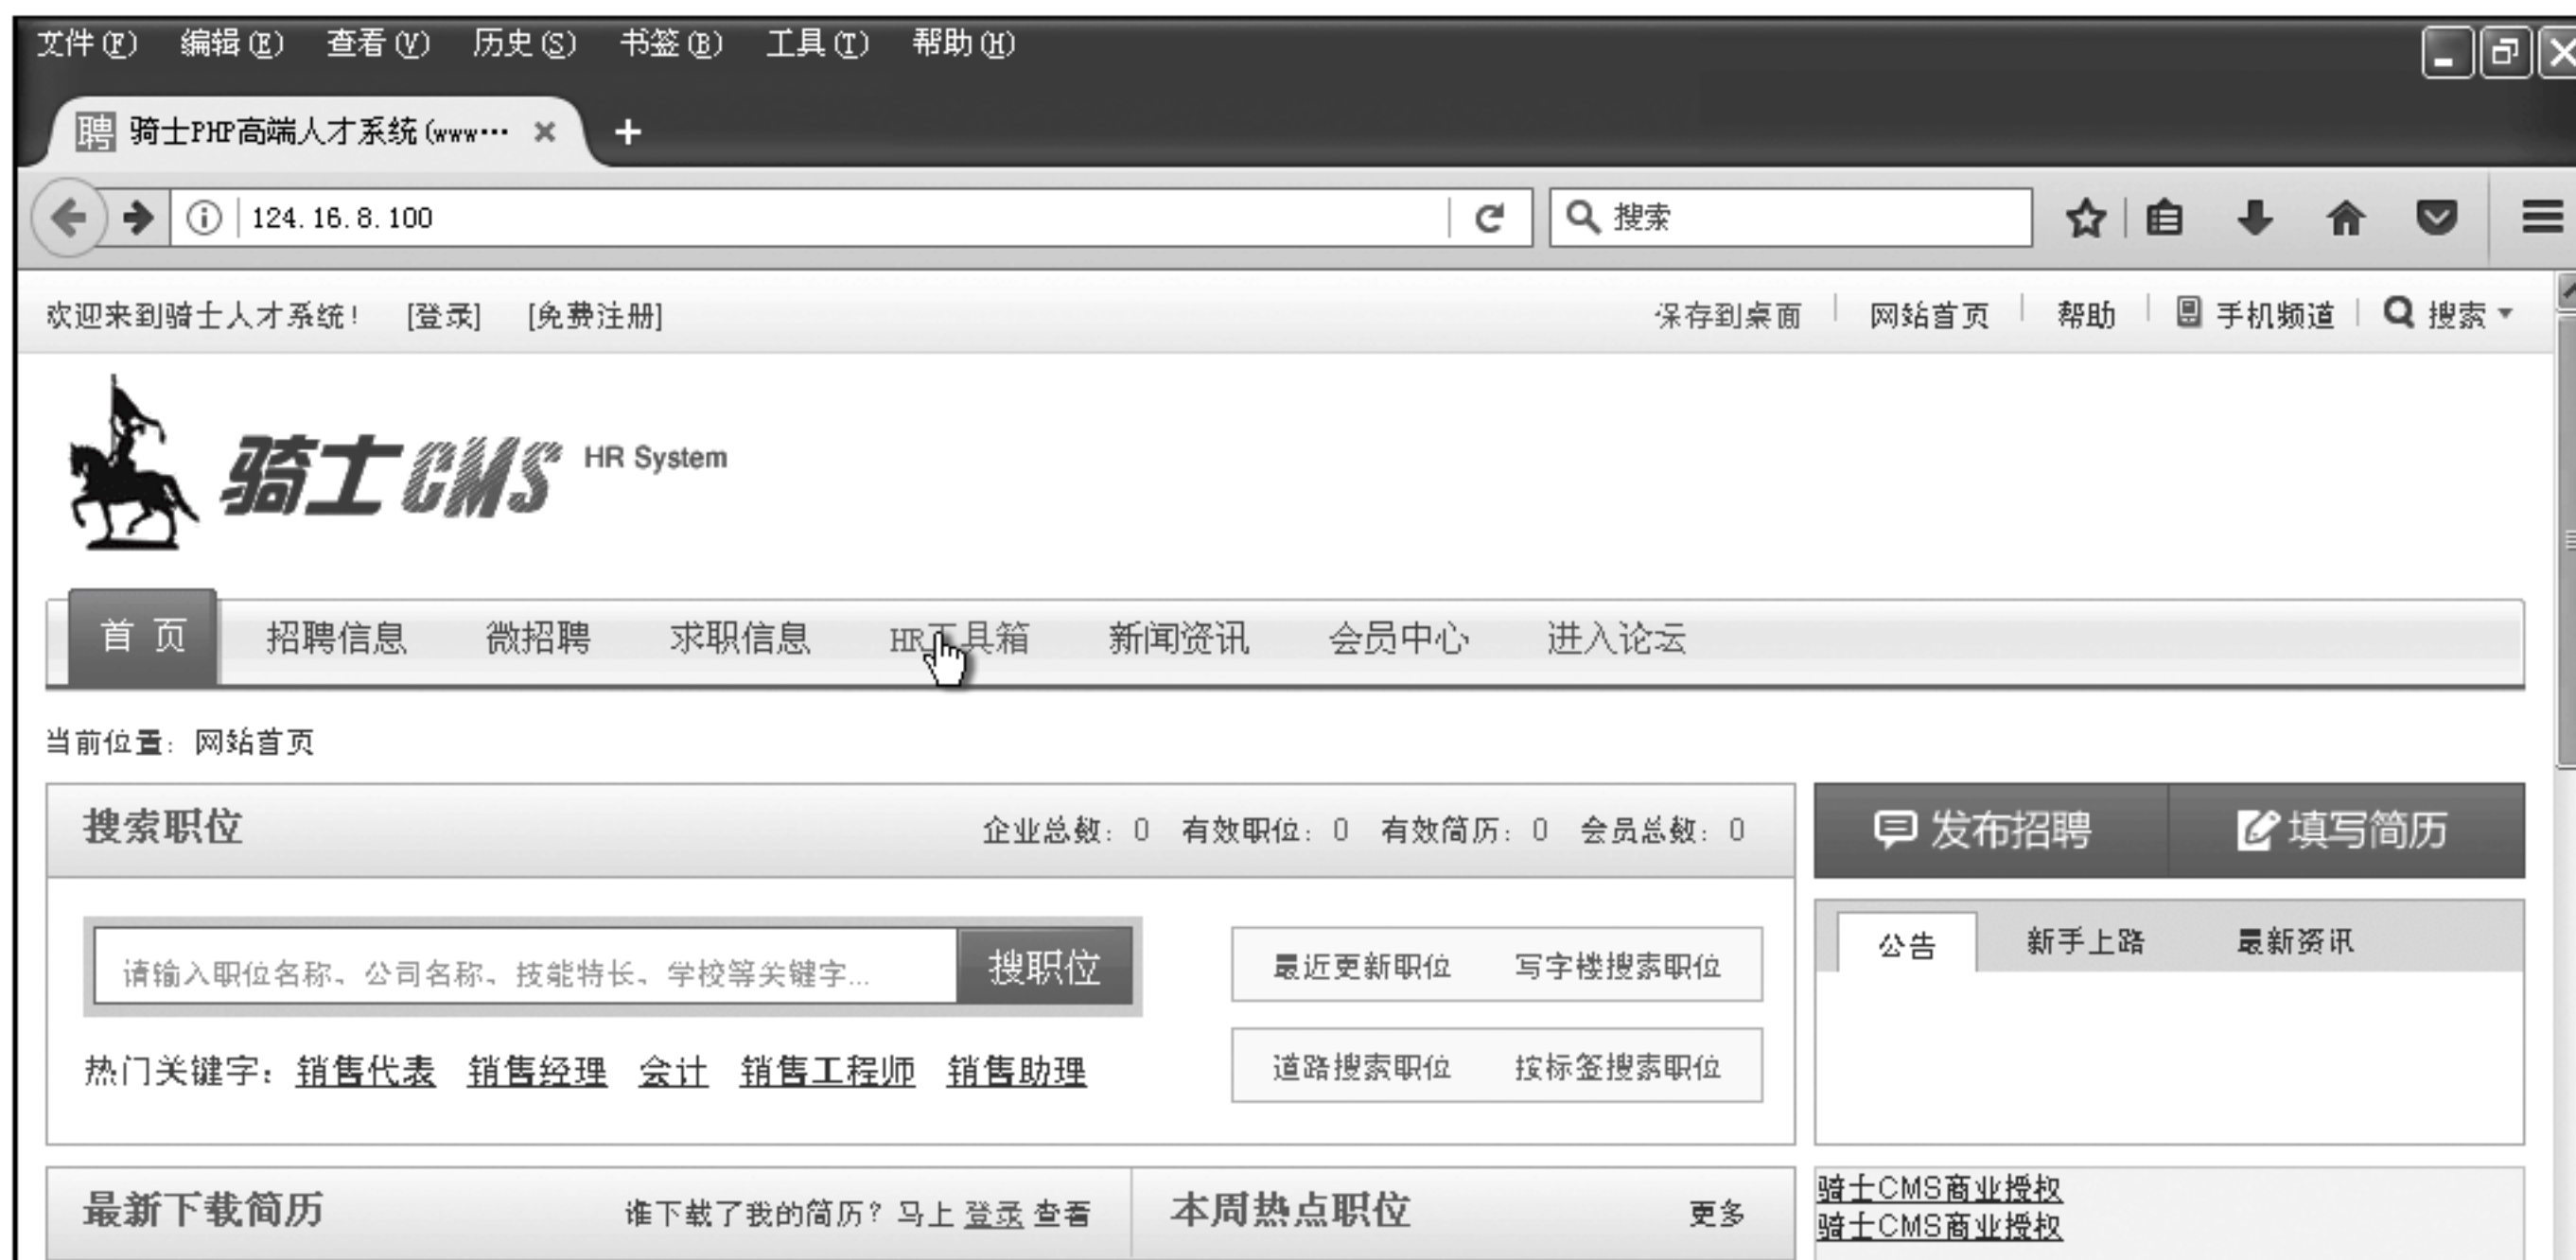 文件(F) 编辑(E) 查看(V) 历史(S) 书签(B) 工具(T) 帮助(H)
聘 骑士PHP高端人才系统(www…
124.16.8.100 搜索
欢迎来到骑士人才系统! [登录] [免费注册] 保存到桌面 网站首页 帮助 手机频道 搜索
骑士CMS HR System
首 页 招聘信息 微招聘 求职信息 HR工具箱 新闻资讯 会员中心 进入论坛
当前位置: 网站首页
搜索职位 企业总数: 0 有效职位: 0 有效简历: 0 会员总数: 0 发布招聘 填写简历
公告 新手上路 最新资讯
请输入职位名称、公司名称、技能特长、学校等关键字... 搜职位 最近更新职位 写字楼搜索职位
热门关键字: 销售代表 销售经理 会计 销售工程师 销售助理 道路搜索职位 按标签搜索职位
最新下载简历 谁下载了我的简历? 马上 登录 查看 本周热点职位 更多
骑士CMS商业授权
骑士CMS商业授权